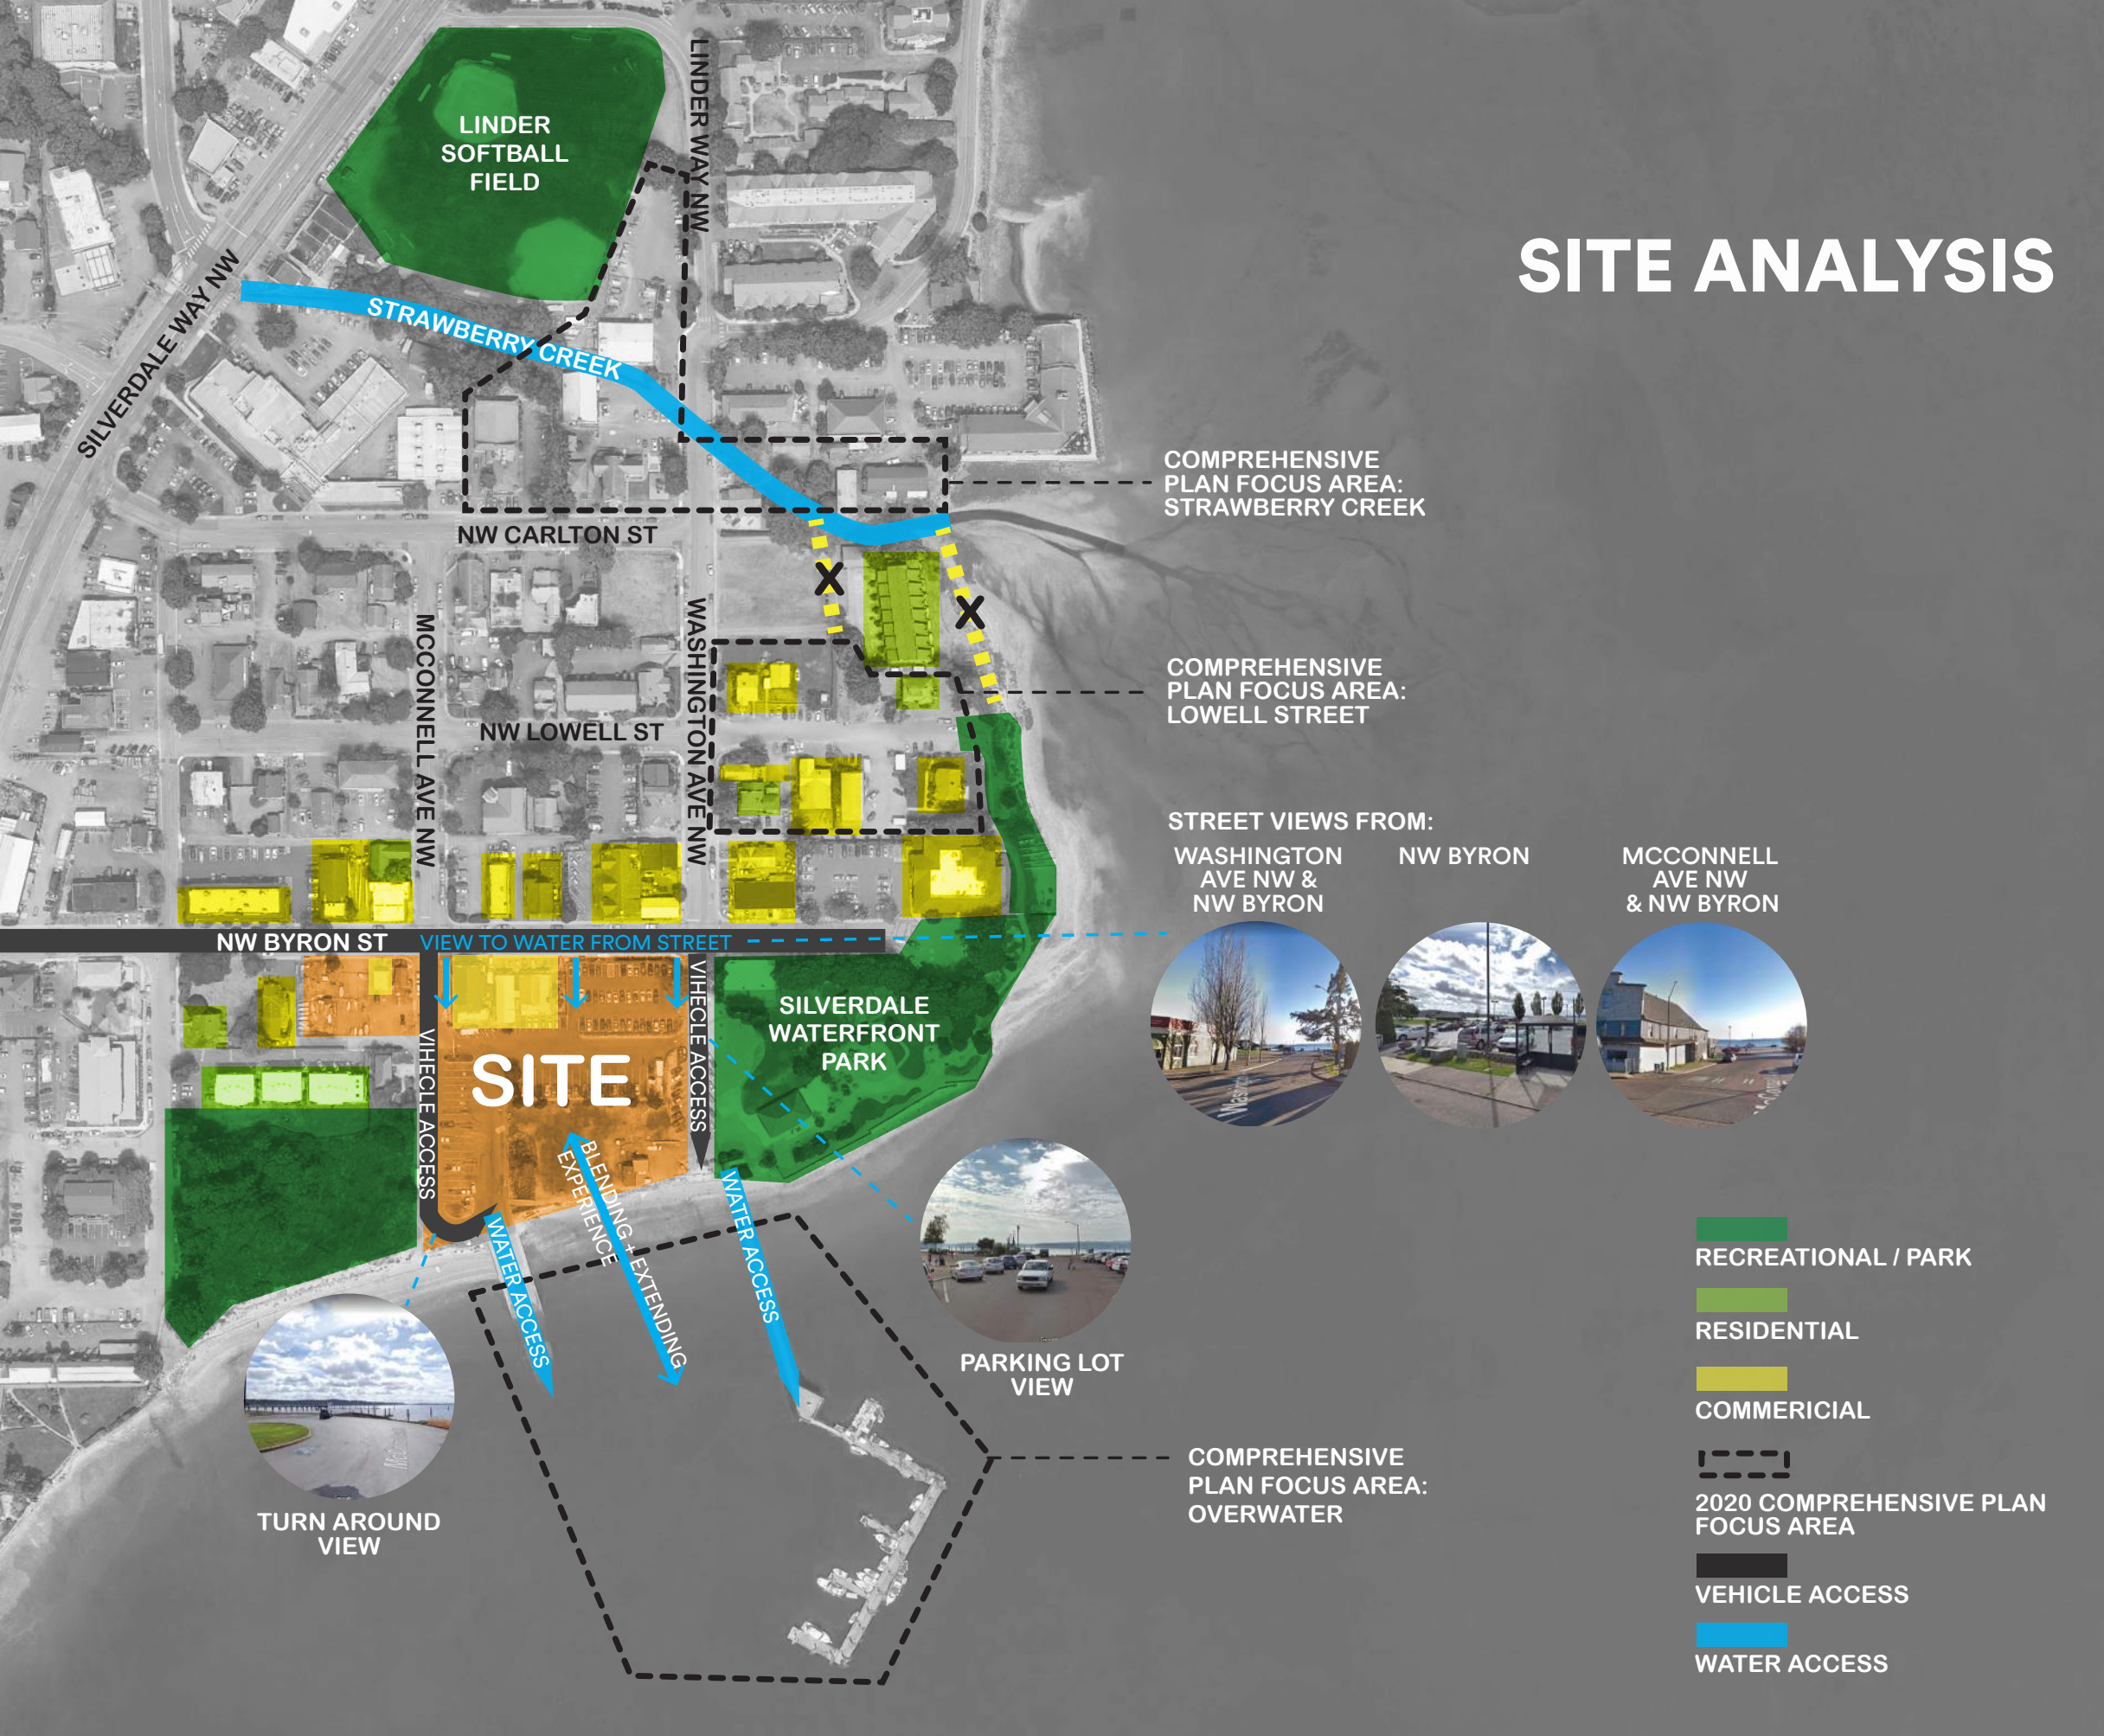 LINDER
SOFTBALL
FIELD
LINDER WAY NW
SITE ANALYSIS
SILVERDALE WAY NW
STRAWBERRY CREEK
COMPREHENSIVE
PLAN FOCUS AREA:
STRAWBERRY CREEK
NW CARLTON ST
X
X
MCCONNELL AVE NW
WASHINGTON AVE NW
COMPREHENSIVE
PLAN FOCUS AREA:
LOWELL STREET
NW LOWELL ST
STREET VIEWS FROM:
WASHINGTON
AVE NW &
NW BYRON
NW BYRON
MCCONNELL
AVE NW
& NW BYRON
NW BYRON ST
VIEW TO WATER FROM STREET
VIHECLE ACCESS
VIHECLE ACCESS
SITE
SILVERDALE
WATERFRONT
PARK
BLENDING + EXTENDING
EXPERIENCE
WATER ACCESS
WATER ACCESS
PARKING LOT
VIEW
TURN AROUND
VIEW
COMPREHENSIVE
PLAN FOCUS AREA:
OVERWATER
RECREATIONAL / PARK
RESIDENTIAL
COMMERICIAL
2020 COMPREHENSIVE PLAN
FOCUS AREA
VEHICLE ACCESS
WATER ACCESS